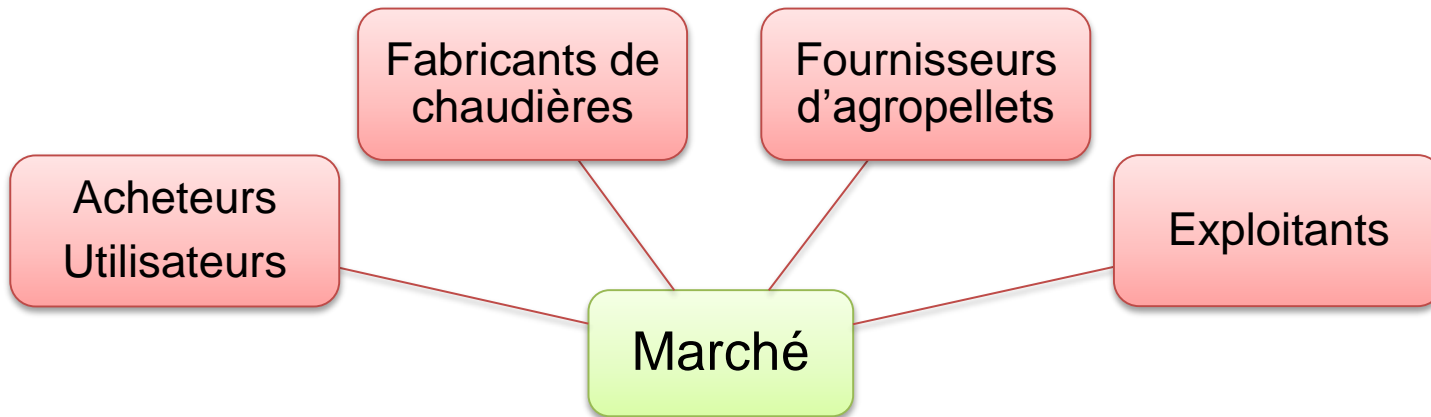 Fabricants de
chaudières
Fournisseurs
d’agropellets
Acheteurs
Utilisateurs
Exploitants
Marché